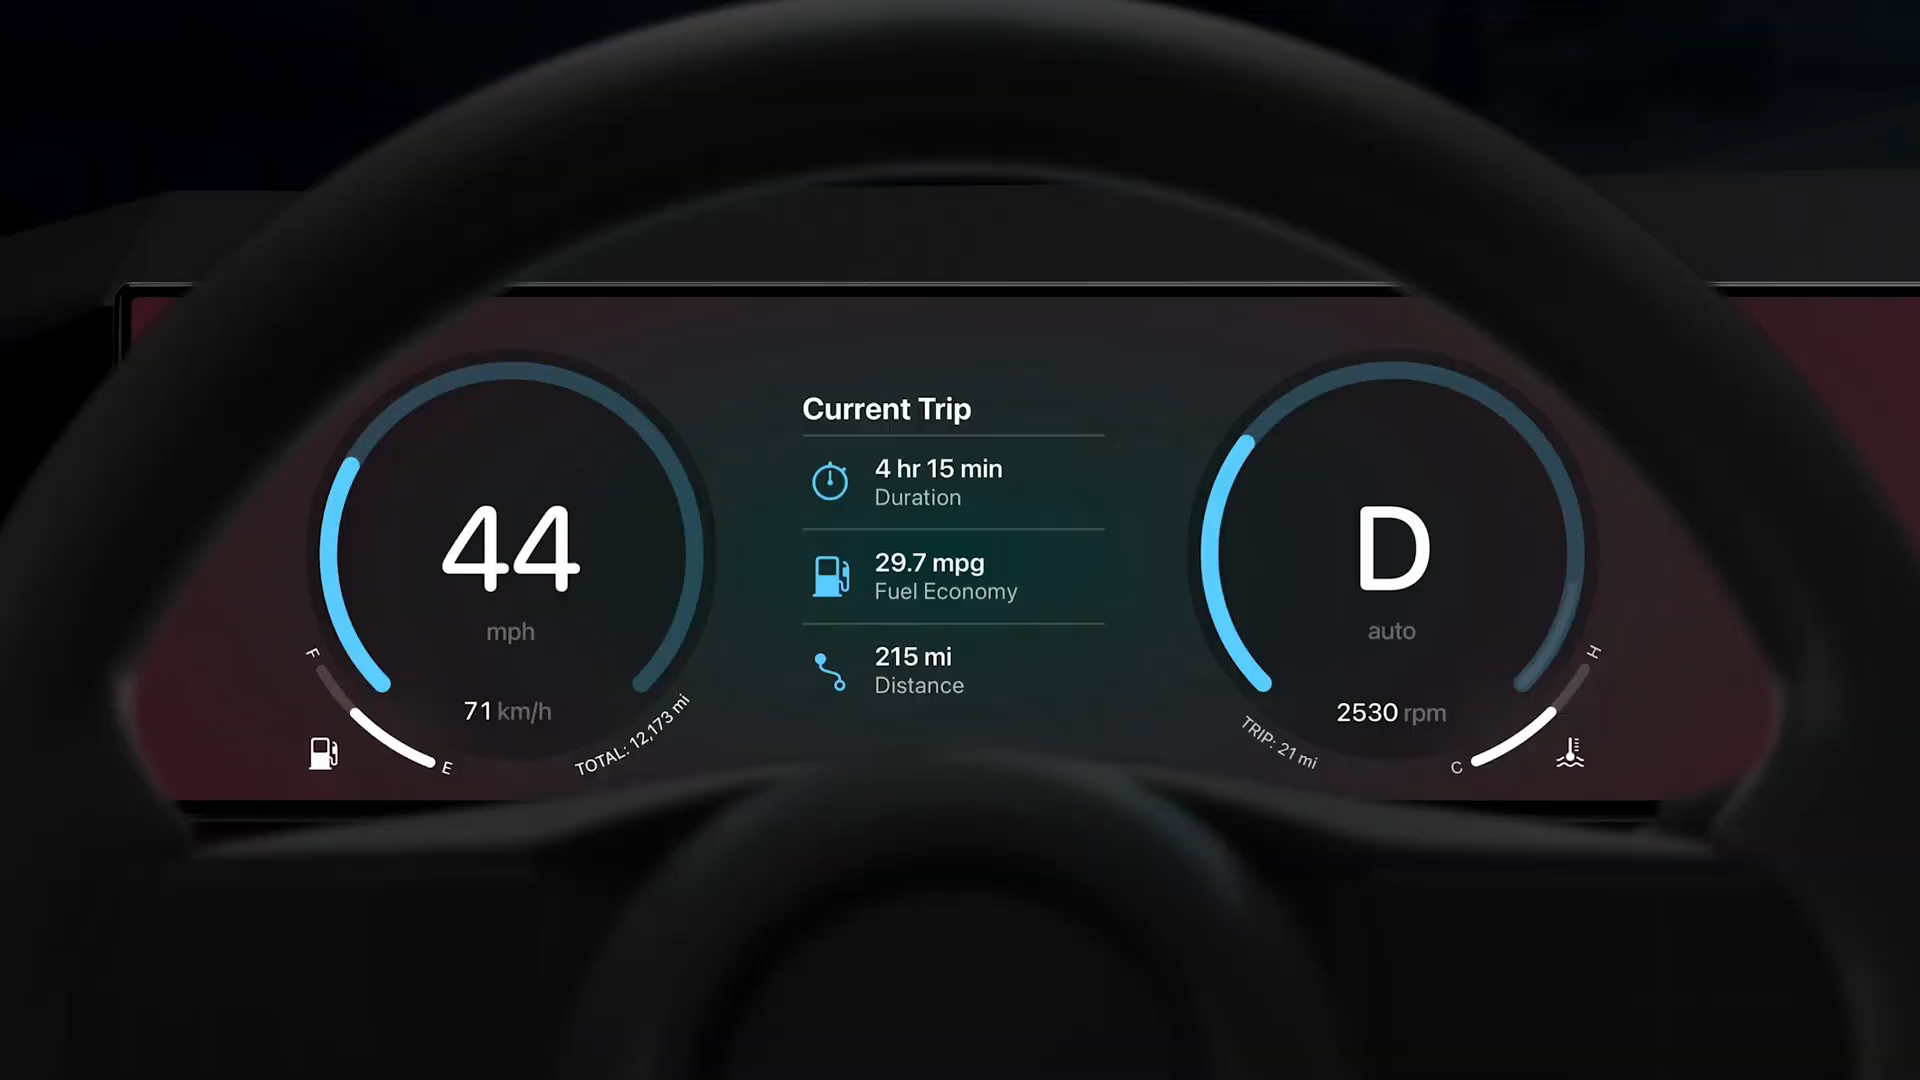 44
mph
71 km/h
F
E
TOTAL: 12,173 mi
Current Trip
4 hr 15 min
Duration
29.7 mpg
Fuel Economy
215 mi
Distance
D
auto
2530 rpm
TRIP: 21 mi
H
C